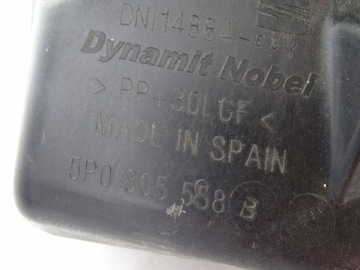 Dynamit Nobel
> PP+30LGF <
MADE IN SPAIN
5P0 805 588 B